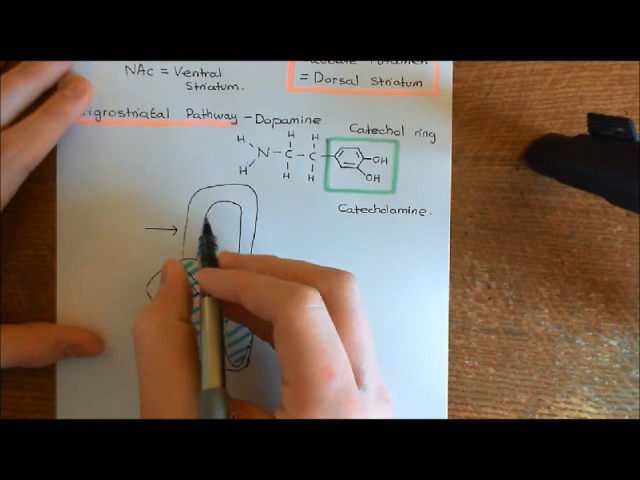 NAc = Ventral
Striatum.
= Dorsal Striatum
Pathway - Dopamine
Catechol ring
H H H
N - C - C - OH
H H H OH
Catecholamine.